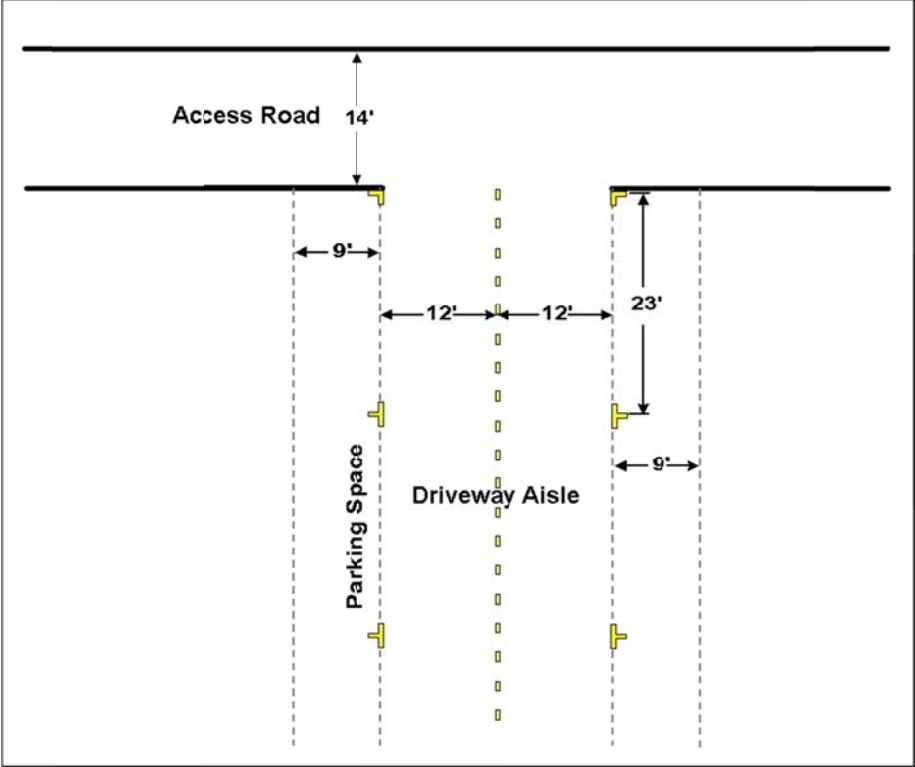 Access Road
14'
9'
12'
12'
23'
9'
Parking Space
Driveway Aisle